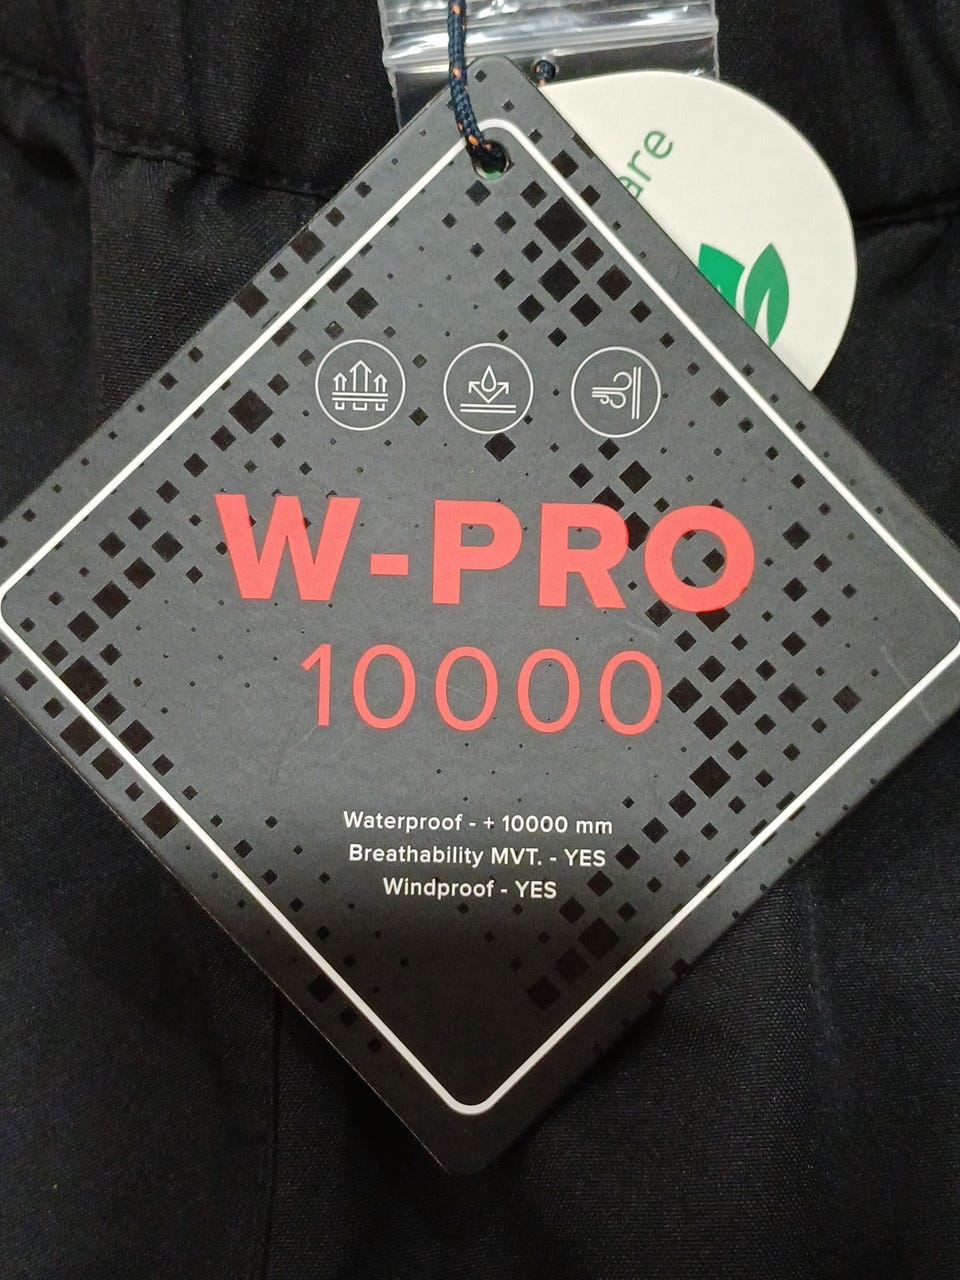 W-PRO
10000
Waterproof - + 10000 mm
Breathability MVT. - YES
Windproof - YES